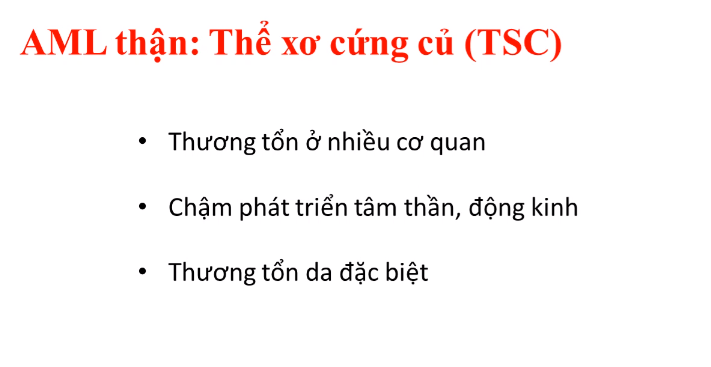 AML thận: Thể xơ cứng củ (TSC)
• Thương tổn ở nhiều cơ quan
• Chậm phát triển tâm thần, động kinh
• Thương tổn da đặc biệt